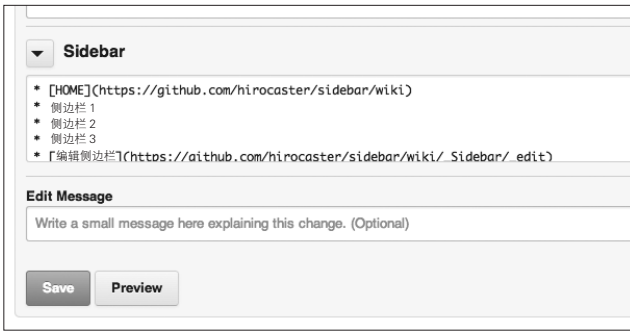 Sidebar
* [HOME](https://github.com/hirocaster/sidebar/wiki)
* 侧边栏 1
* 侧边栏 2
* 侧边栏 3
* [编辑侧边栏](https://github.com/hirocaster/sidebar/wiki/_Sidebar/_edit)
Edit Message
Write a small message here explaining this change. (Optional)
Save
Preview